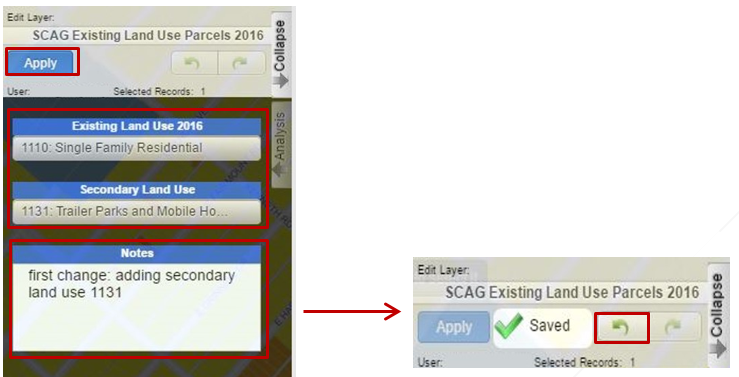 Edit Layer:
SCAG Existing Land Use Parcels 2016
Apply
Collapse
User:
Selected Records: 1
Analysis
Existing Land Use 2016
1110: Single Family Residential
Secondary Land Use
1131: Trailer Parks and Mobile Ho...
Notes
first change: adding secondary
land use 1131
Edit Layer:
SCAG Existing Land Use Parcels 2016
Apply
Saved
Collapse
User:
Selected Records: 1